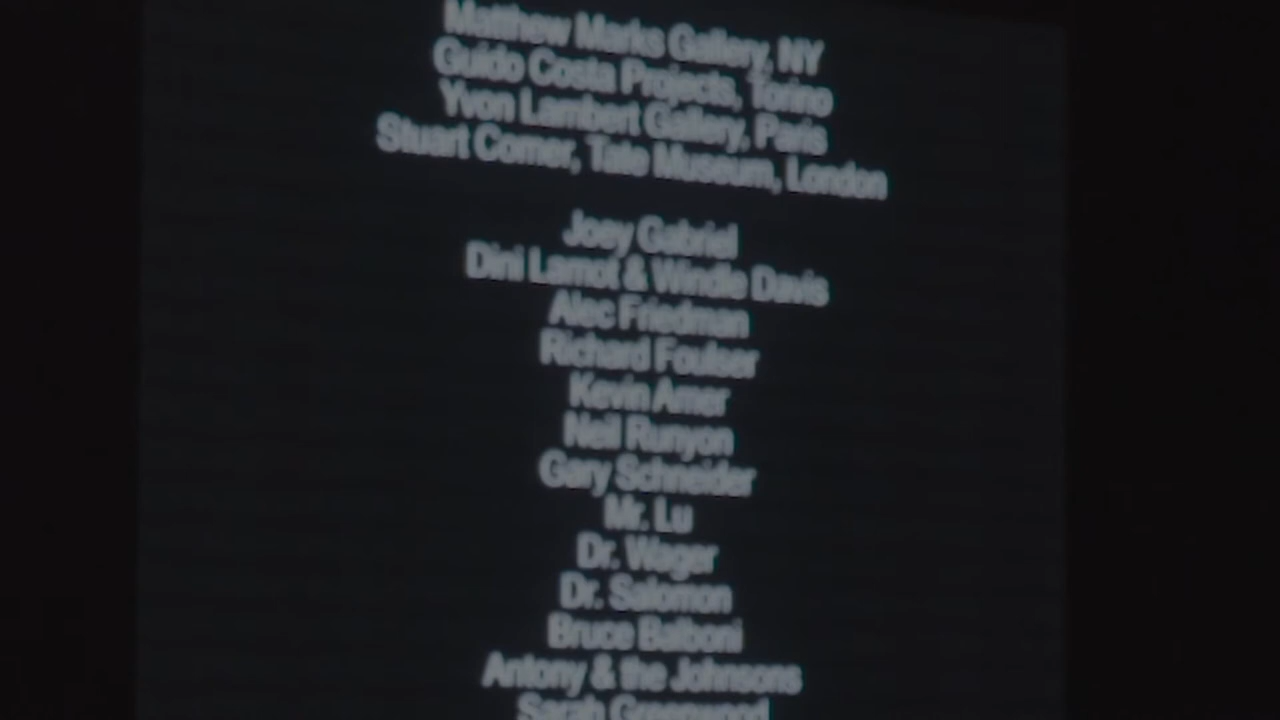 Matthew Marks Gallery, NY
Guido Costa Projects, Torino
Yvon Lambert Gallery, Paris
Stuart Comer, Tate Museum, London
Joey Gabriel
Dini Lamot & Windle Davis
Alec Friedman
Richard Foulser
Kevin Amer
Neil Runyon
Gary Schneider
Mr. Lu
Dr. Wager
Dr. Salomon
Bruce Balboni
Antony & the Johnsons
Sarah Greenwood